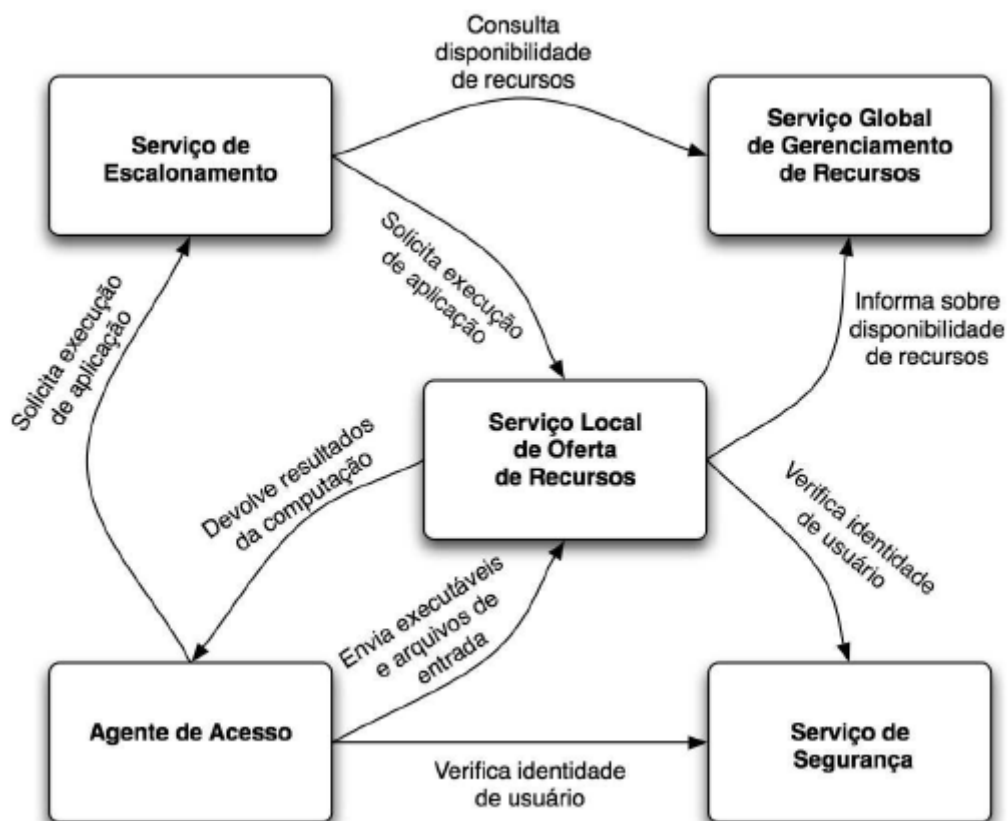 Consulta
disponibilidade
de recursos
Serviço de
Escalonamento
Serviço Global
de Gerenciamento
de Recursos
Solicita execução
de aplicação
Solicita execução
de aplicação
Informa sobre
disponibilidade
de recursos
Serviço Local
de Oferta
de Recursos
Devolve resultados
da computação
Verifica identidade
de usuário
Envia executáveis
e arquivos de
entrada
Agente de Acesso
Verifica identidade
de usuário
Serviço de
Segurança